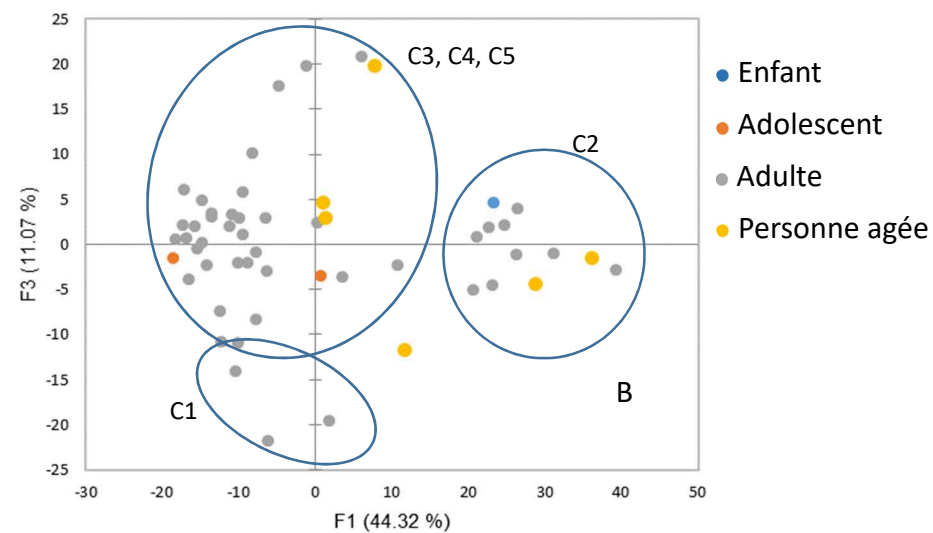 25
20
15
10
5
0
-5
-10
-15
-20
-25
F3 (11.07 %)
-30 -20 -10 0 10 20 30 40 50
F1 (44.32 %)
C3, C4, C5
C2
C1
B
Enfant
Adolescent
Adulte
Personne agée